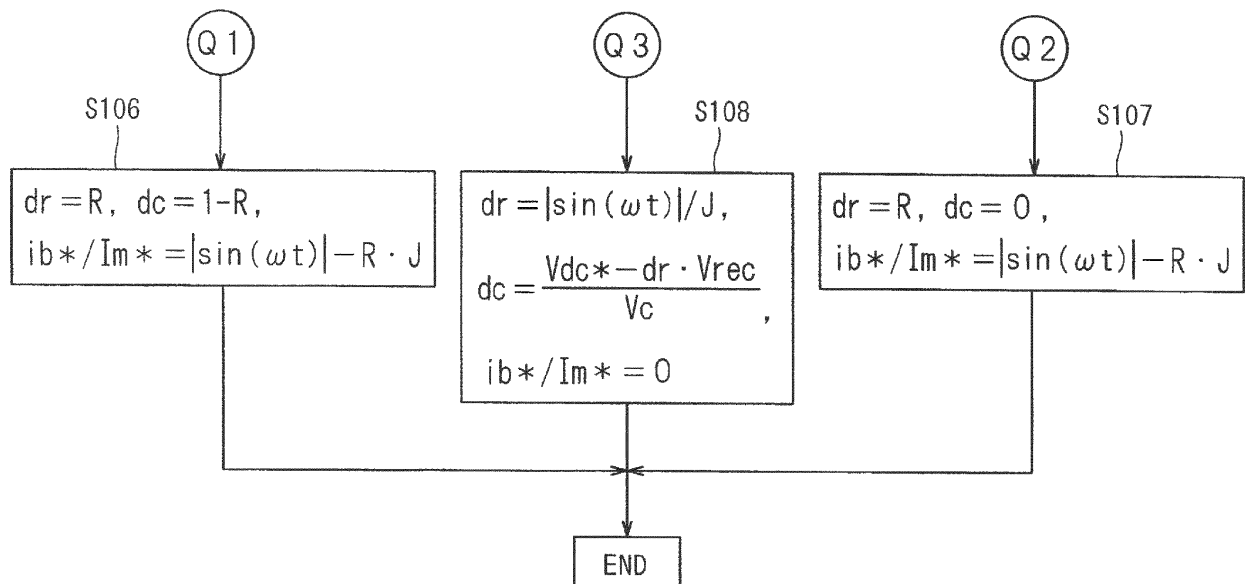 Q1
Q3
Q2
S106
S108
S107
dr=R, dc=1-R,
ib*/Im*=|sin(ωt)|-R·J
dr=|sin(ωt)|/J,
dc=Vdc*-dr·Vrec/Vc,
ib*/Im*=0
dr=R, dc=0,
ib*/Im*=|sin(ωt)|-R·J
END